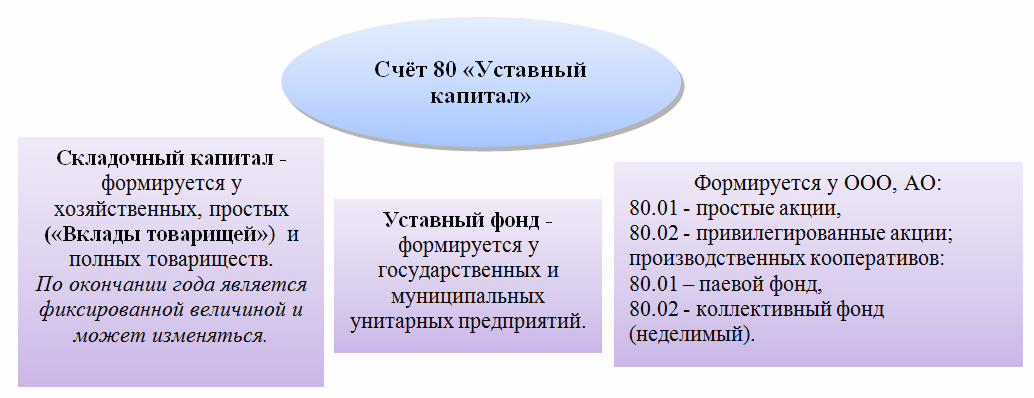 Счёт 80 «Уставный
капитал»
Складочный капитал -
формируется у
хозяйственных, простых
(«Вклады товарищей») и
полных товариществ.
По окончании года является
фиксированной величиной и
может изменяться.
Уставный фонд -
формируется у
государственных и
муниципальных
унитарных предприятий.
Формируется у ООО, АО:
80.01 - простые акции,
80.02 - привилегированные акции;
производственных кооперативов:
80.01 – паевой фонд,
80.02 - коллективный фонд
(неделимый).